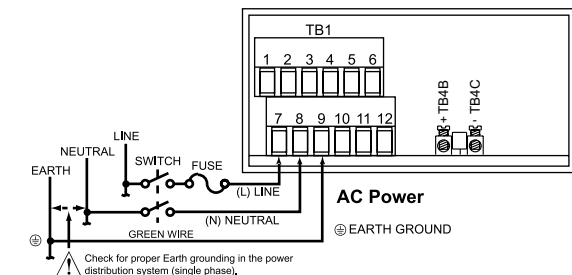 TB1
1 2 3 4 5 6
7 8 9 10 11 12
+ TB4B
- TB4C
LINE
NEUTRAL
EARTH
SWITCH
FUSE
(L) LINE
(N) NEUTRAL
GREEN WIRE
AC Power
EARTH GROUND
Check for proper Earth grounding in the power
distribution system (single phase).